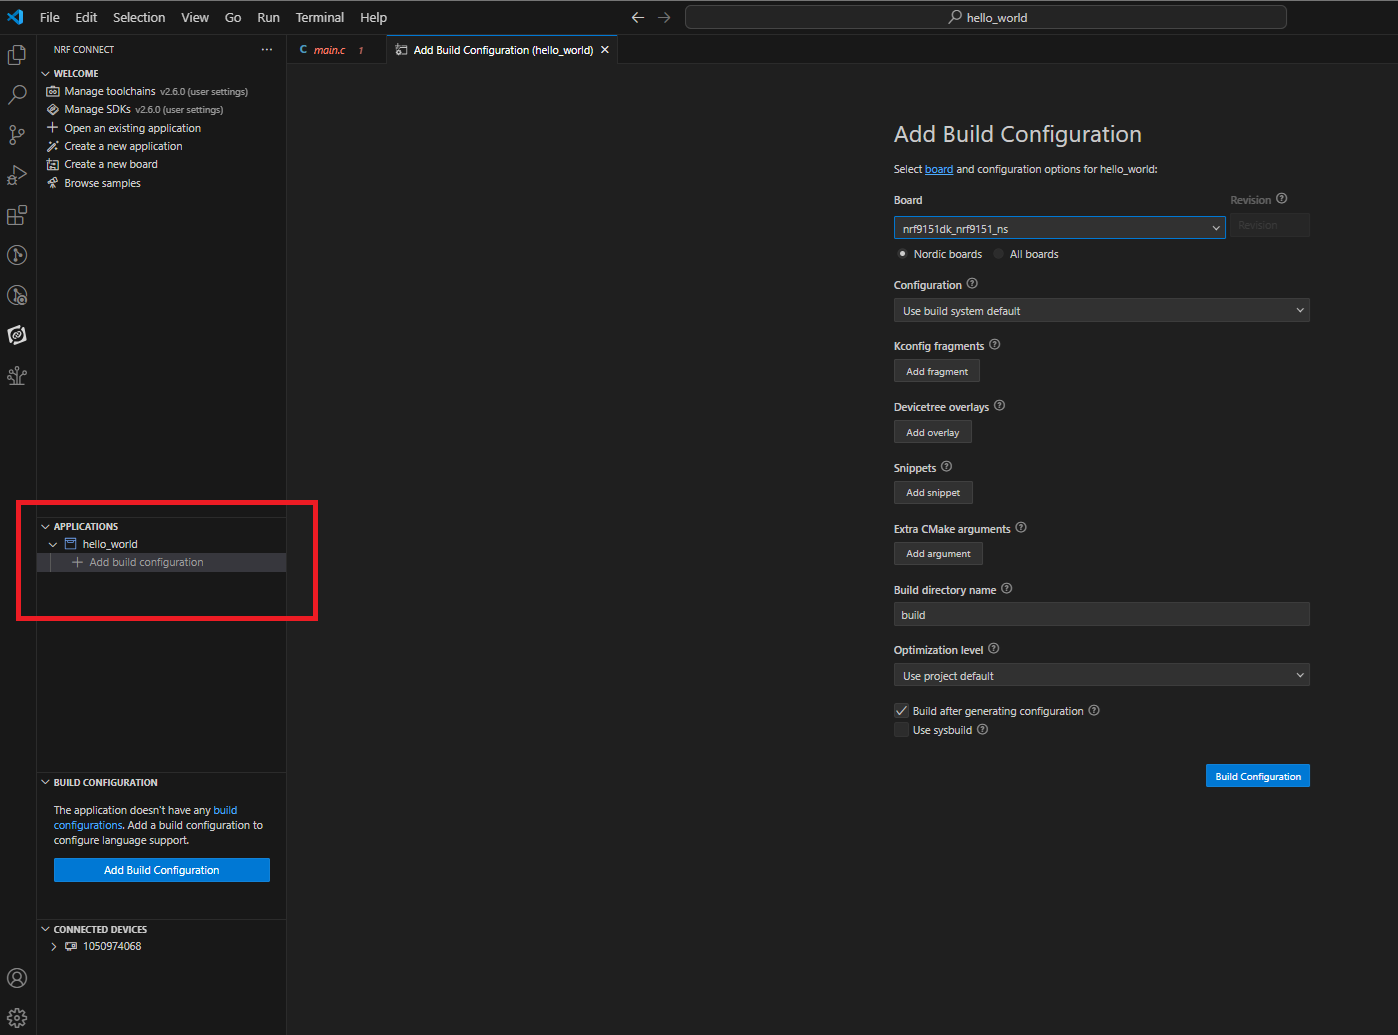 File Edit Selection View Go Run Terminal Help
hello_world
NRF CONNECT
WELCOME
Manage toolchains v2.6.0 (user settings)
Manage SDKs v2.6.0 (user settings)
Open an existing application
Create a new application
Create a new board
Browse samples
APPLICATIONS
hello_world
Add build configuration
BUILD CONFIGURATION
The application doesn't have any build
configurations. Add a build configuration to
configure language support.
Add Build Configuration
CONNECTED DEVICES
1050974068
C main.c 1
Add Build Configuration (hello_world)
Add Build Configuration
Select board and configuration options for hello_world:
Board
Revision
nrf9151dk_nrf9151_ns
Revision
Nordic boards All boards
Configuration
Use build system default
Kconfig fragments
Add fragment
Devicetree overlays
Add overlay
Snippets
Add snippet
Extra CMake arguments
Add argument
Build directory name
build
Optimization level
Use project default
Build after generating configuration
Use sysbuild
Build Configuration